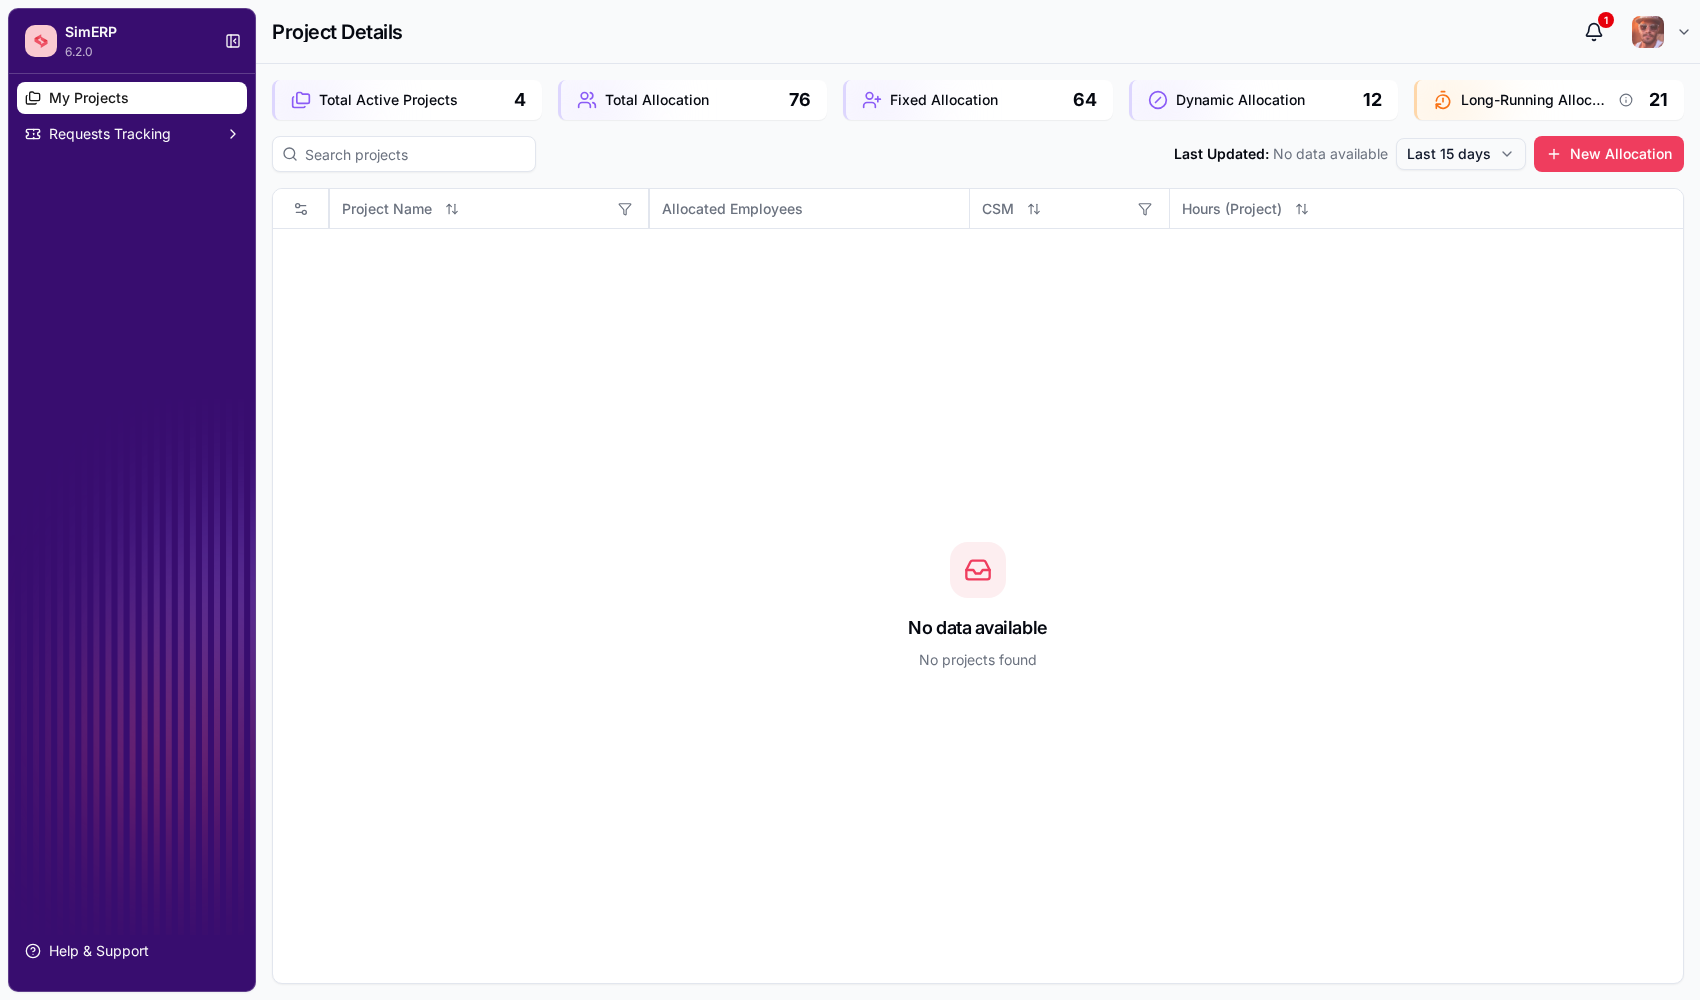 SimERP
6.2.0
My Projects
Requests Tracking
Help & Support
Project Details
1
Total Active Projects 4
Total Allocation 76
Fixed Allocation 64
Dynamic Allocation 12
Long-Running Alloc... 21
Search projects
Last Updated: No data available
Last 15 days
New Allocation
Project Name
Allocated Employees
CSM
Hours (Project)
No data available
No projects found